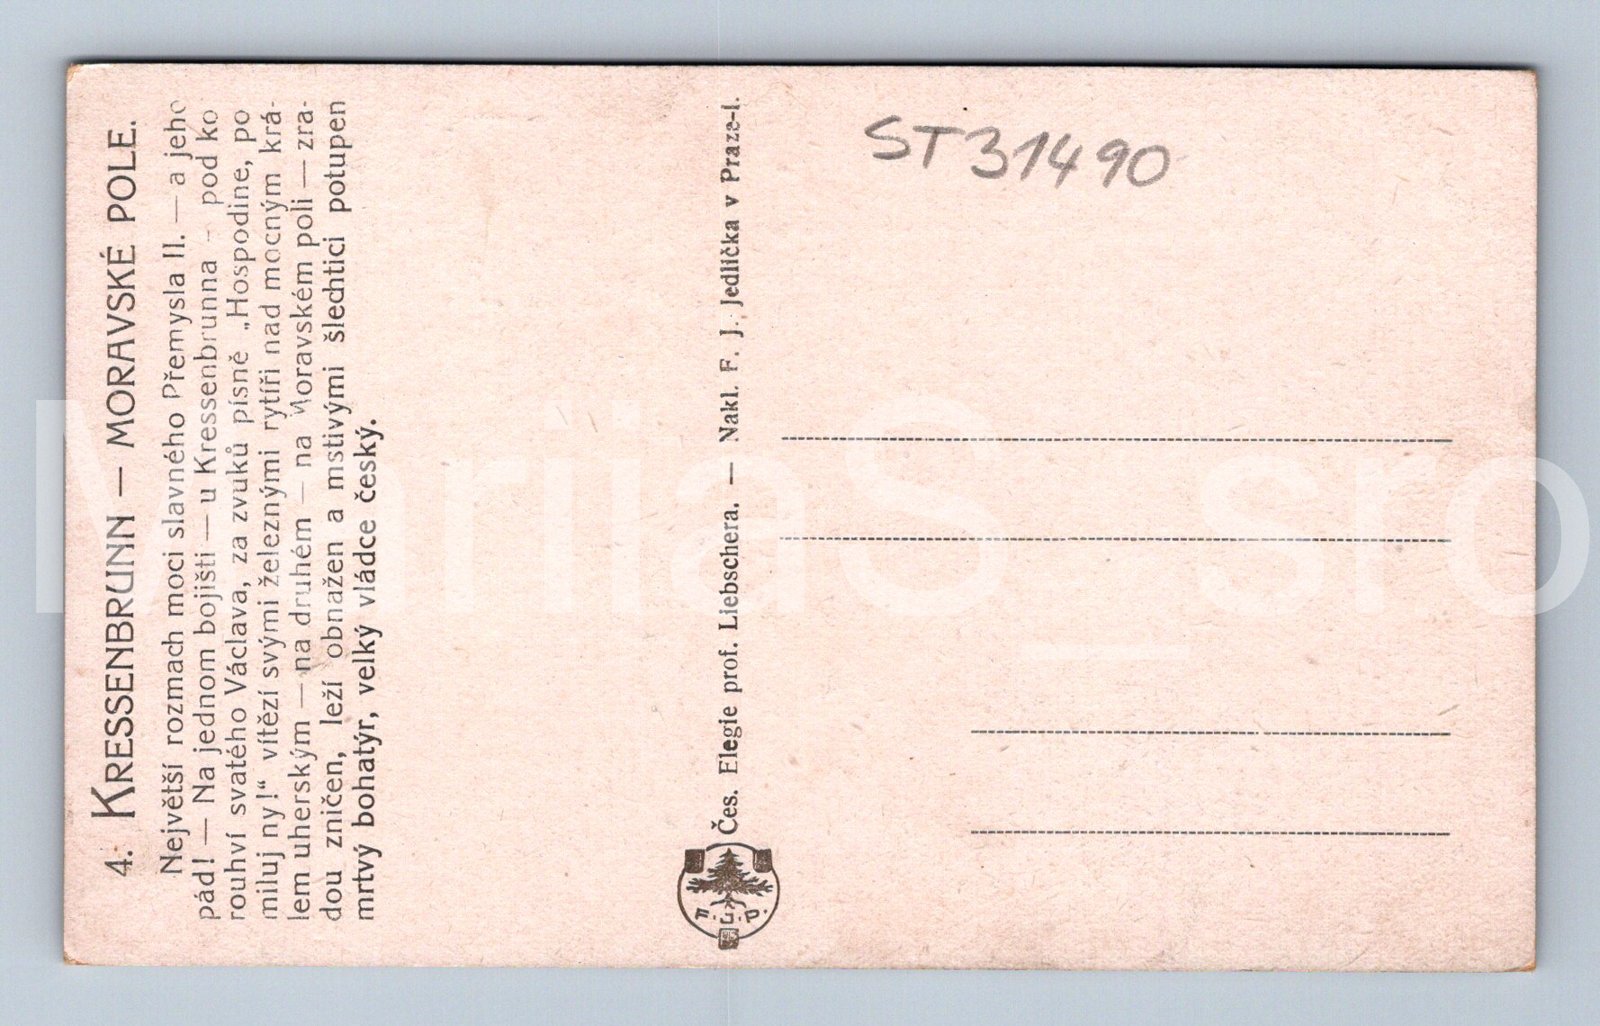 4. KRESSENBRUNN — MORAVSKÉ POLE.
Největší rozmach moci slavného Přemysla II. — a jeho
pád! — Na jednom bojišti — u Kressenbrunna - pod ko
rouhví svatého Václava, za zvuků písně „Hospodine, po
miluj ny!“ vítězí svými železnými rytíři nad mocným krá-
lem uherským — na druhém — na Moravském poli — zra-
dou zničen, leží obnažen a mstivými šlechtici potupen
mrtvý bohatýr, velký vládce český.
Čes. Elegie prof. Liebschera. — Nakl. F. J. Jedlička v Praze-I.
F. J. P.
ST31490
MariaS_sro